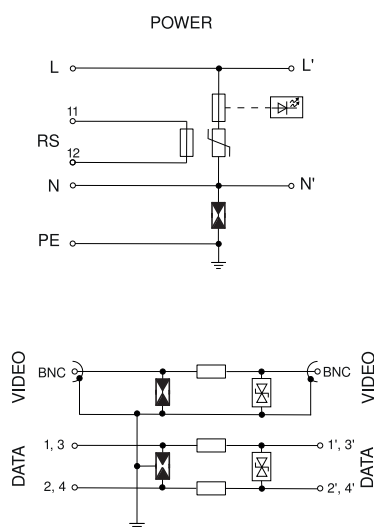 POWER
L L'
11
RS
12
N N'
PE
VIDEO BNC BNC VIDEO
DATA 1, 3 1', 3' DATA
2, 4 2', 4'